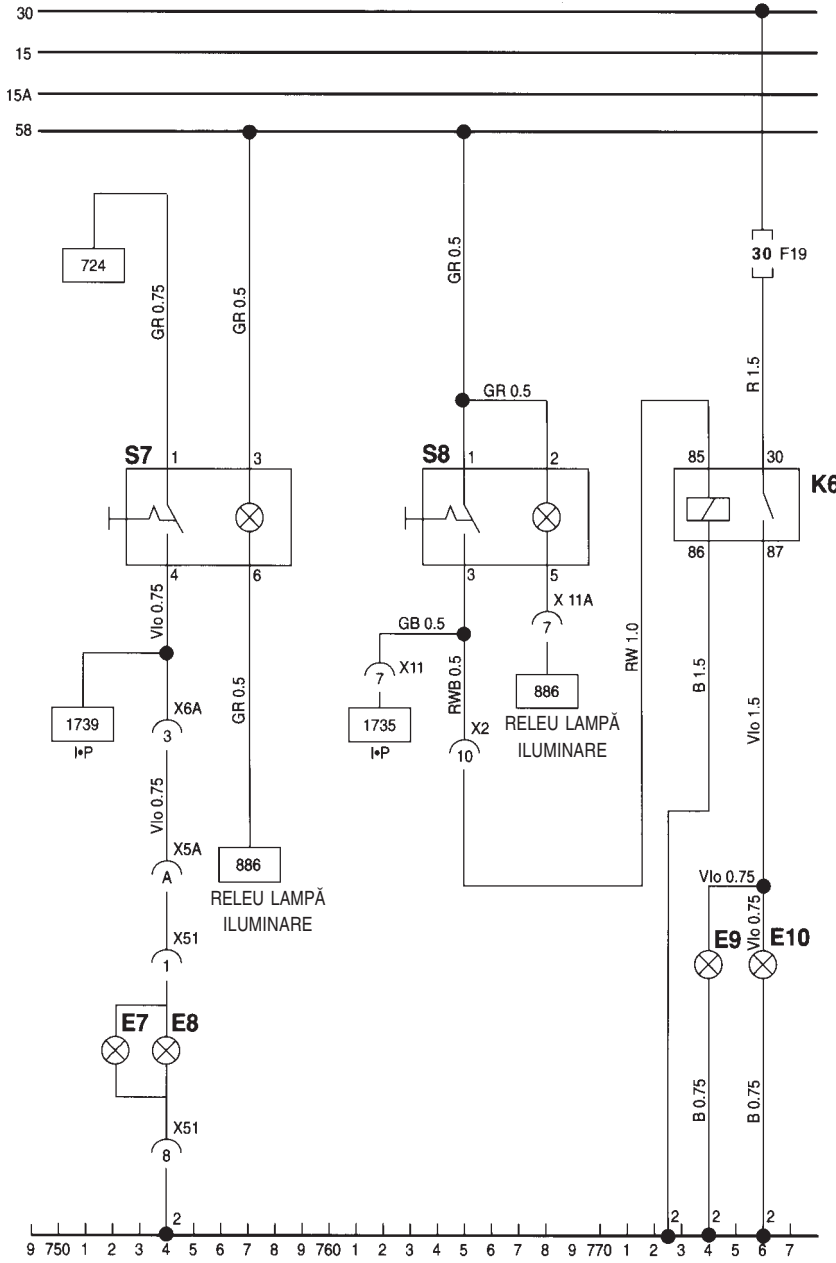 30
15
15A
58
724
GR 0.75
GR 0.5
GR 0.5
30 F19
R 1.5
GR 0.5
S7
1
3
S8
1
2
85
30
K6
4
6
3
5
86
87
Vlo 0.75
GB 0.5
X 11A
7
X11
7
RWB 0.5
RW 1.0
B 1.5
Vlo 1.5
1739
I•P
X6A
3
GR 0.5
1735
I•P
X2
10
886
RELEU LAMPĂ
ILUMINARE
Vlo 0.75
X5A
A
886
RELEU LAMPĂ
ILUMINARE
Vlo 0.75
Vlo 0.75
X51
1
E9
E10
E7
E8
B 0.75
B 0.75
X51
8
2
2
2
2
9 750 1 2 3 4 5 6 7 8 9 760 1 2 3 4 5 6 7 8 9 770 1 2 3 4 5 6 7